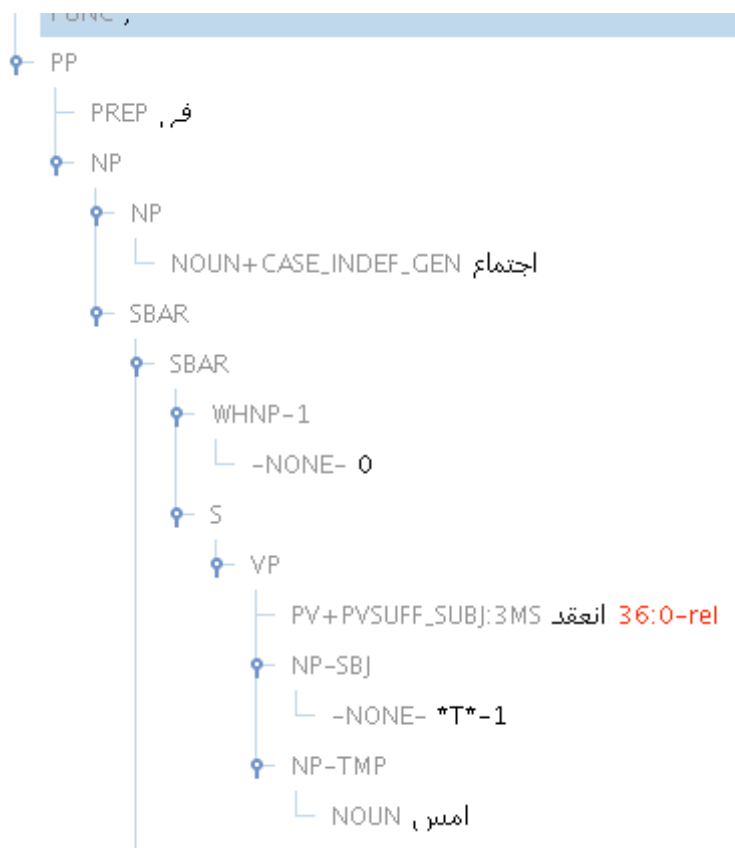 FUNC ,
PP
PREP في
NP
NP
NOUN+CASE_INDEF_GEN اجتماع
SBAR
SBAR
WHNP-1
-NONE- 0
S
VP
PV+PVSUFF_SUBJ:3MS انعقد 36:0-rel
NP-SBJ
-NONE- *T*-1
NP-TMP
NOUN امس